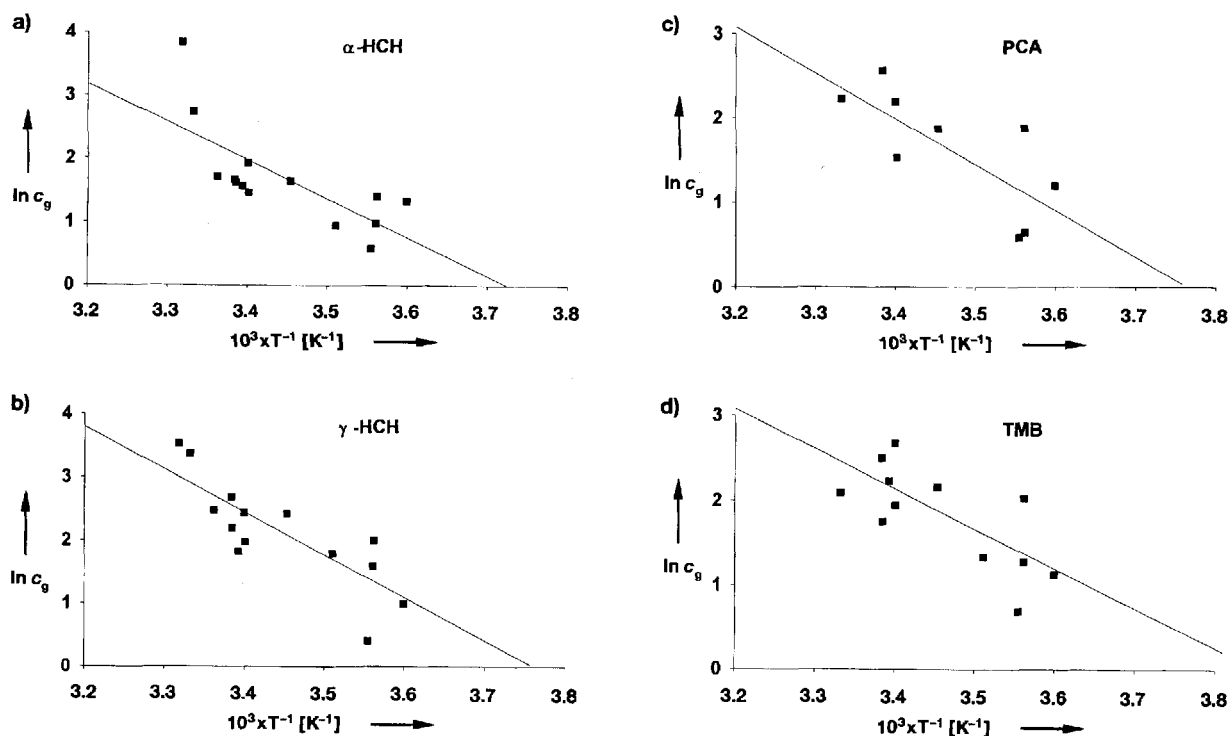 a)
α-HCH
4
3
2
1
0
ln c_g
3.2 3.3 3.4 3.5 3.6 3.7 3.8
10³xT⁻¹ [K⁻¹]
b)
γ-HCH
4
3
2
1
0
ln c_g
3.2 3.3 3.4 3.5 3.6 3.7 3.8
10³xT⁻¹ [K⁻¹]
c)
PCA
3
2
1
0
ln c_g
3.2 3.3 3.4 3.5 3.6 3.7 3.8
10³xT⁻¹ [K⁻¹]
d)
TMB
3
2
1
0
ln c_g
3.2 3.3 3.4 3.5 3.6 3.7 3.8
10³xT⁻¹ [K⁻¹]